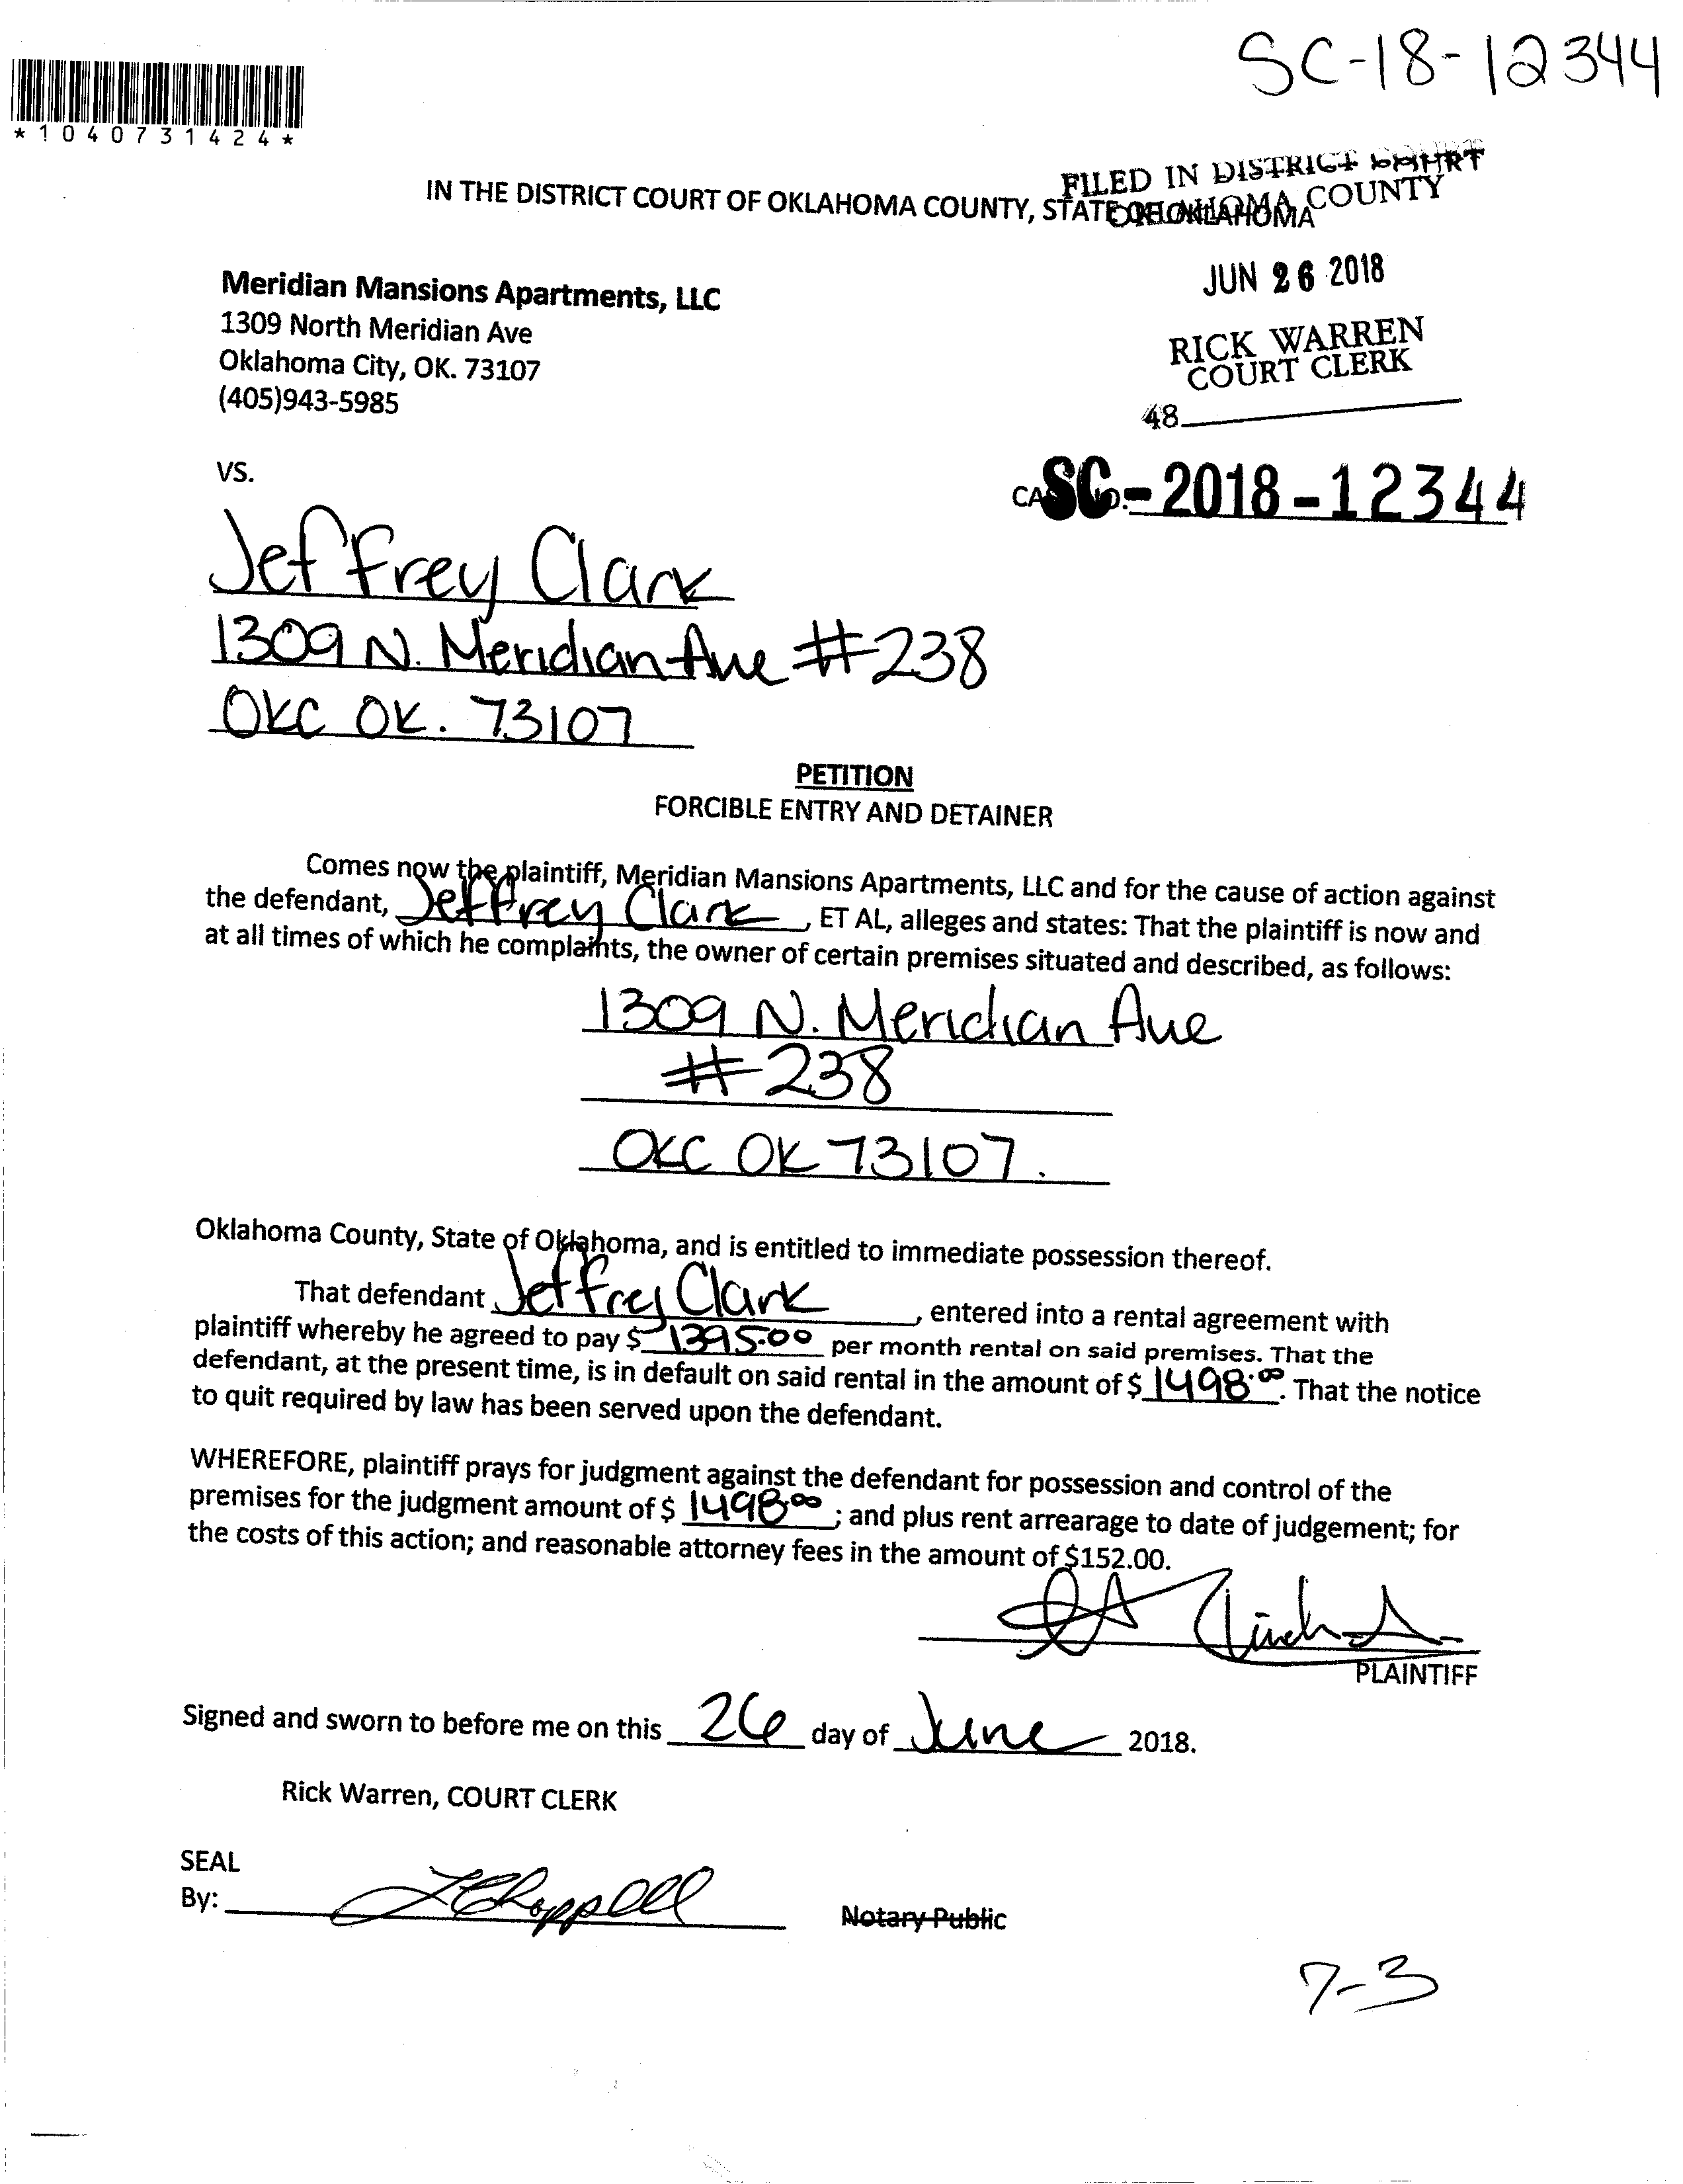 SC-18-12344
*1040731424*
FILED IN DISTRICT COURT
OKLAHOMA COUNTY
IN THE DISTRICT COURT OF OKLAHOMA COUNTY, STATE OF OKLAHOMA
JUN 26 2018
RICK WARREN
COURT CLERK
48
Meridian Mansions Apartments, LLC
1309 North Meridian Ave
Oklahoma City, OK. 73107
(405)943-5985
VS.
SC-2018-12344
Jeffrey Clark
1309 N. Meridian Ave #238
OKC OK. 73107
PETITION
FORCIBLE ENTRY AND DETAINER
Comes now the plaintiff, Meridian Mansions Apartments, LLC and for the cause of action against
the defendant, Jeffrey Clark, ET AL, alleges and states: That the plaintiff is now and
at all times of which he complaints, the owner of certain premises situated and described, as follows:
1309 N. Meridian Ave
#238
OKC OK 73107.
Oklahoma County, State of Oklahoma, and is entitled to immediate possession thereof.
That defendant Jeffrey Clark, entered into a rental agreement with
plaintiff whereby he agreed to pay $ 1395.00 per month rental on said premises. That the
defendant, at the present time, is in default on said rental in the amount of $ 1498.00. That the notice
to quit required by law has been served upon the defendant.
WHEREFORE, plaintiff prays for judgment against the defendant for possession and control of the
premises for the judgment amount of $ 1498.00; and plus rent arrearage to date of judgement; for
the costs of this action; and reasonable attorney fees in the amount of $152.00.
PLAINTIFF
Signed and sworn to before me on this 26 day of June 2018.
Rick Warren, COURT CLERK
SEAL
By: LChappell
Notary Public
7-3